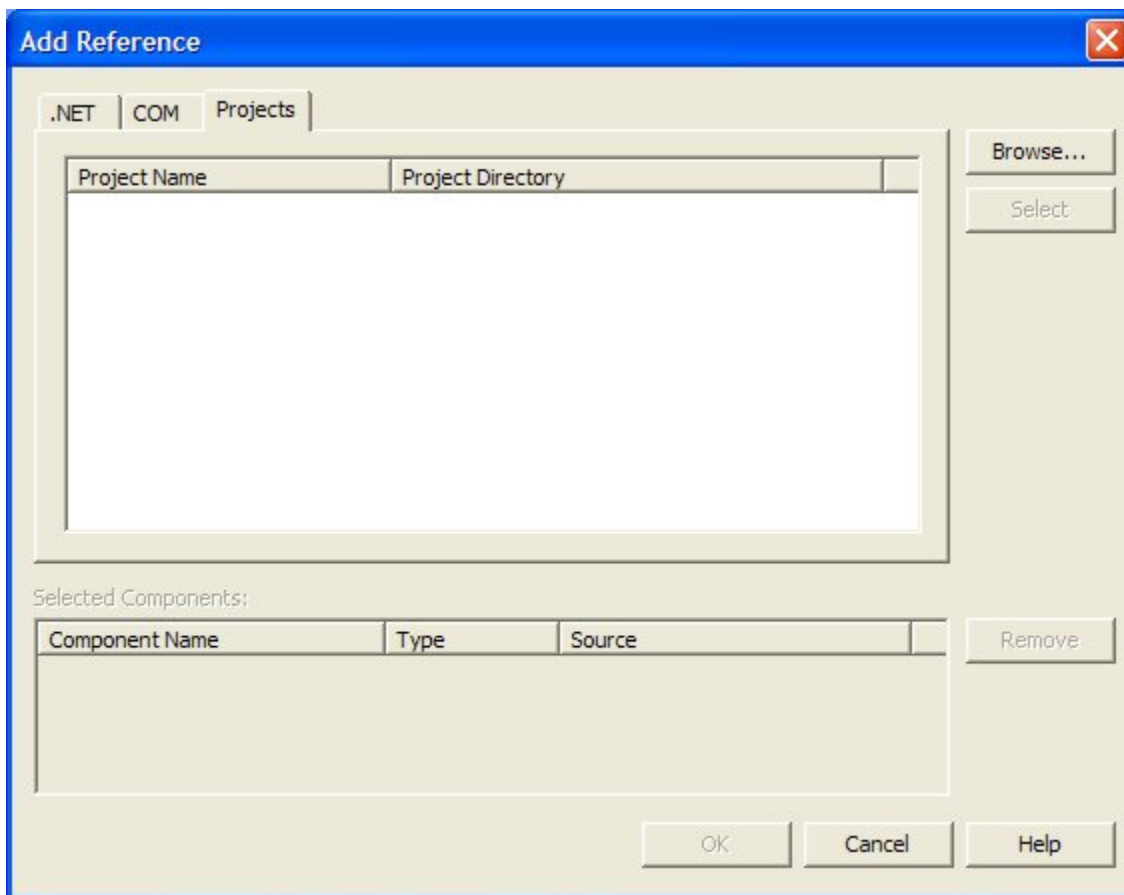 Add Reference
.NET COM Projects
Browse...
Project Name Project Directory
Select
Selected Components:
Component Name Type Source
Remove
OK Cancel Help